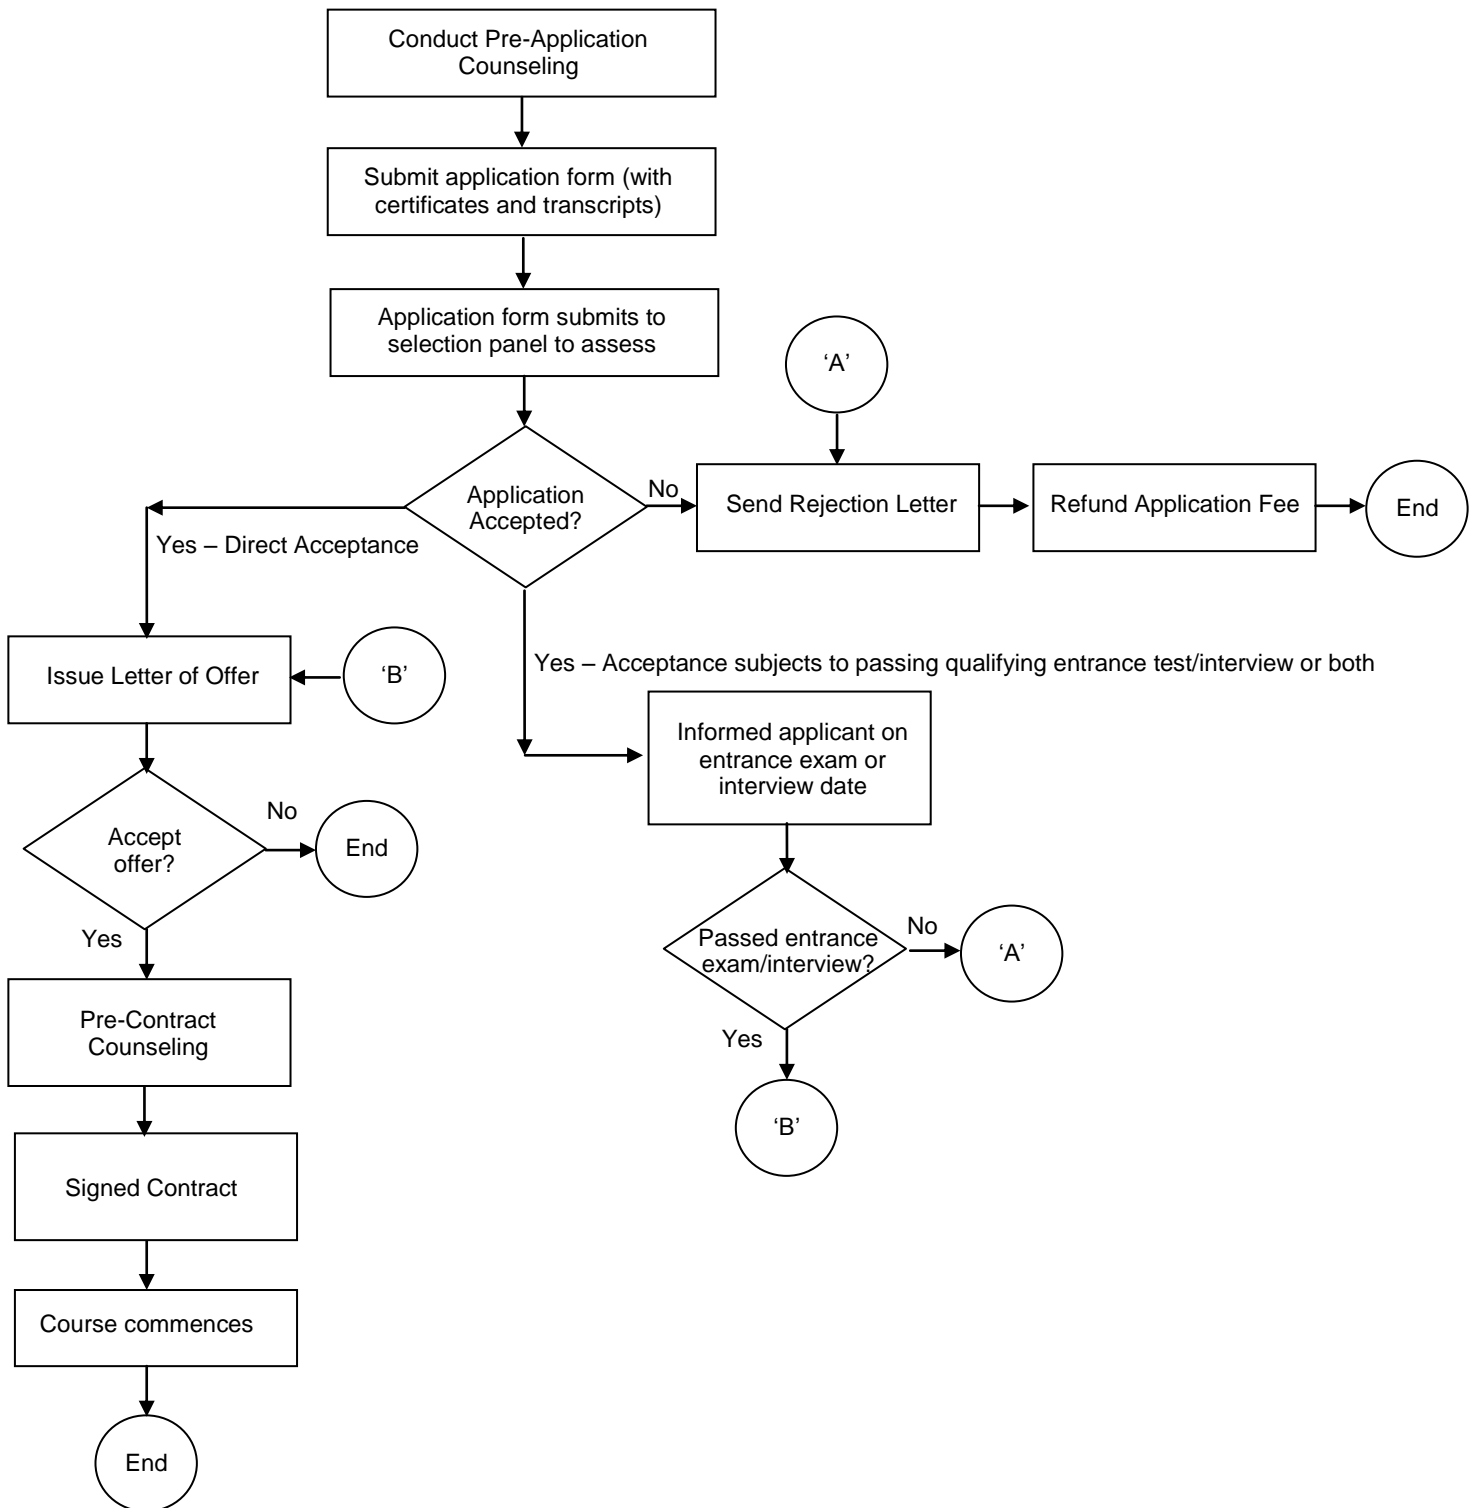 Conduct Pre-Application
Counseling
Submit application form (with
certificates and transcripts)
Application form submits to
selection panel to assess
‘A’
Application
Accepted?
No
Send Rejection Letter
Refund Application Fee
End
Yes – Direct Acceptance
Issue Letter of Offer
‘B’
Yes – Acceptance subjects to passing qualifying entrance test/interview or both
Informed applicant on
entrance exam or
interview date
Accept
offer?
No
End
Passed entrance
exam/interview?
No
‘A’
Yes
‘B’
Yes
Pre-Contract
Counseling
Signed Contract
Course commences
End